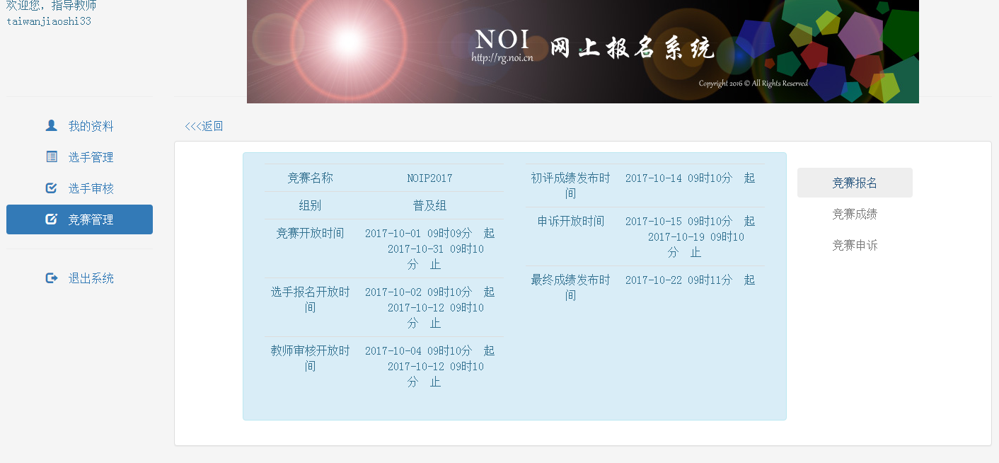 欢迎您，指导教师
taiwanjiaoshi33
NOI
http://rg.noi.cn
网上报名系统
Copyright 2016 © All Rights Reserved
我的资料
选手管理
选手审核
竞赛管理
退出系统
<<<返回
竞赛名称 NOIP2017
组别 普及组
竞赛开放时间 2017-10-01 09时09分 起
2017-10-31 09时10
分 止
选手报名开放时 2017-10-02 09时10分 起
间 2017-10-12 09时10
分 止
教师审核开放时 2017-10-04 09时10分 起
间 2017-10-12 09时10
分 止
初评成绩发布时 2017-10-14 09时10分 起
间
申诉开放时间 2017-10-15 09时10分 起
2017-10-19 09时10
分 止
最终成绩发布时 2017-10-22 09时11分 起
间
竞赛报名
竞赛成绩
竞赛申诉